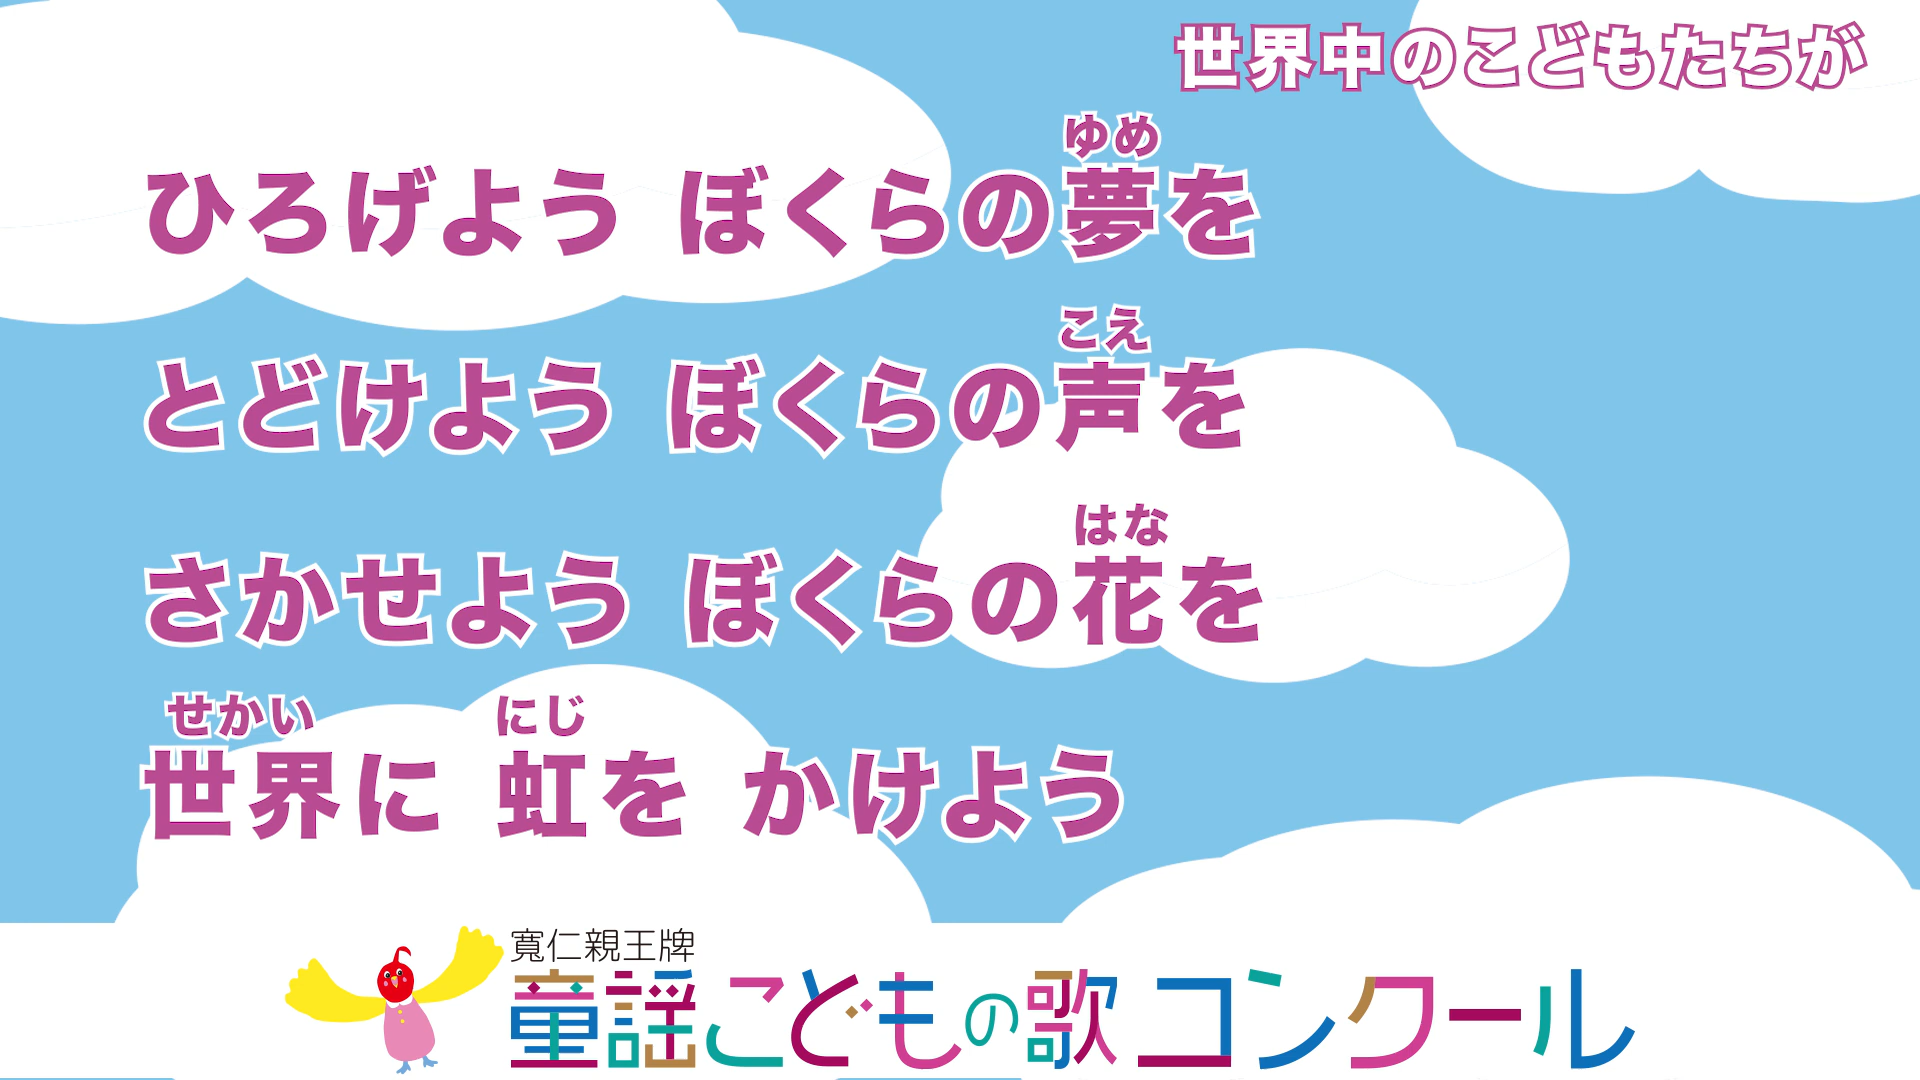 世界中のこどもたちが
ゆめ
ひろげよう ぼくらの夢を
こえ
とどけよう ぼくらの声を
はな
さかせよう ぼくらの花を
せかい にじ
世界に 虹を かけよう
寬仁親王牌
童謡こどもの歌コンクール